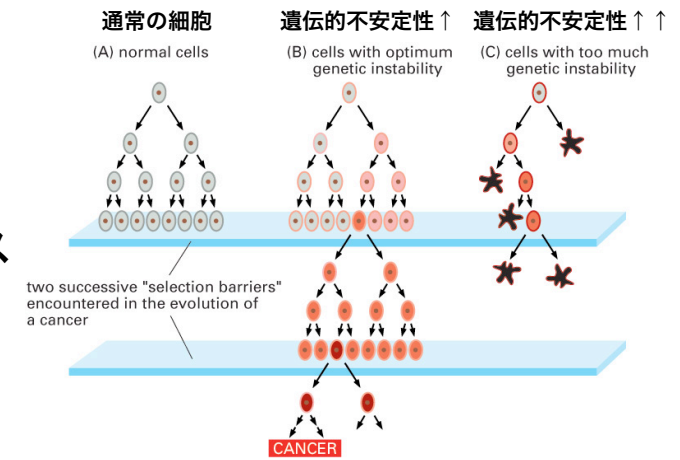 通常の細胞
遺伝的不安定性↑
遺伝的不安定性↑↑
(A) normal cells
(B) cells with optimum
genetic instability
(C) cells with too much
genetic instability
two successive "selection barriers"
encountered in the evolution of
a cancer
CANCER